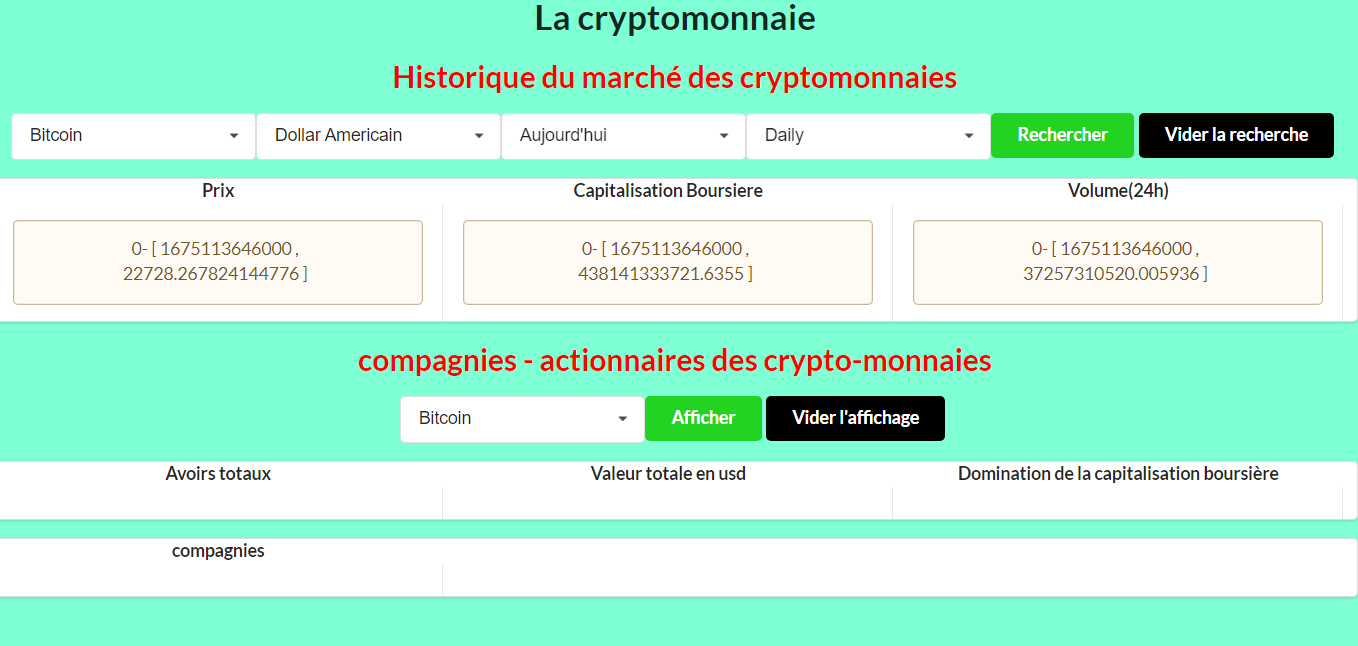 La cryptomonnaie
Historique du marché des cryptomonnaies
Bitcoin Dollar Americain Aujourd'hui Daily Rechercher Vider la recherche
Prix Capitalisation Boursiere Volume(24h)
0- [ 1675113646000 ,
22728.267824144776 ]
0- [ 1675113646000 ,
438141333721.6355 ]
0- [ 1675113646000 ,
37257310520.005936 ]
compagnies - actionnaires des crypto-monnaies
Bitcoin Afficher Vider l'affichage
Avoirs totaux Valeur totale en usd Domination de la capitalisation boursière
compagnies